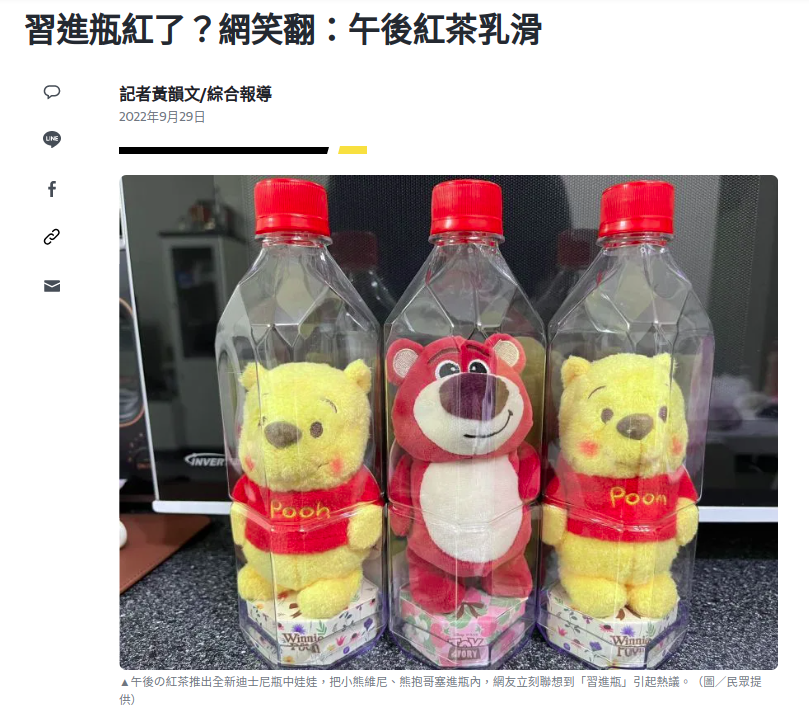 習進瓶紅了？網笑翻：午後紅茶乳滑
記者黃韻文/綜合報導
2022年9月29日
LINE
INVERTE
Pooh
Pooh
Winnie
Pooh
TOY
STORY
Winnie
Pooh
▲午後の紅茶推出全新迪士尼瓶中娃娃，把小熊維尼、熊抱哥塞進瓶內，網友立刻聯想到「習進瓶」引起熱議。（圖／民眾提
供）